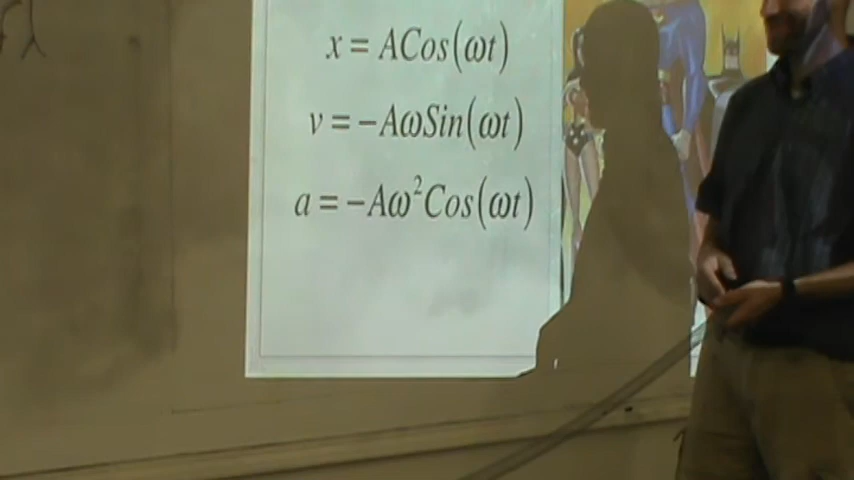 x = ACos(ωt)
v = −AωSin(ωt)
a = −Aω²Cos(ωt)